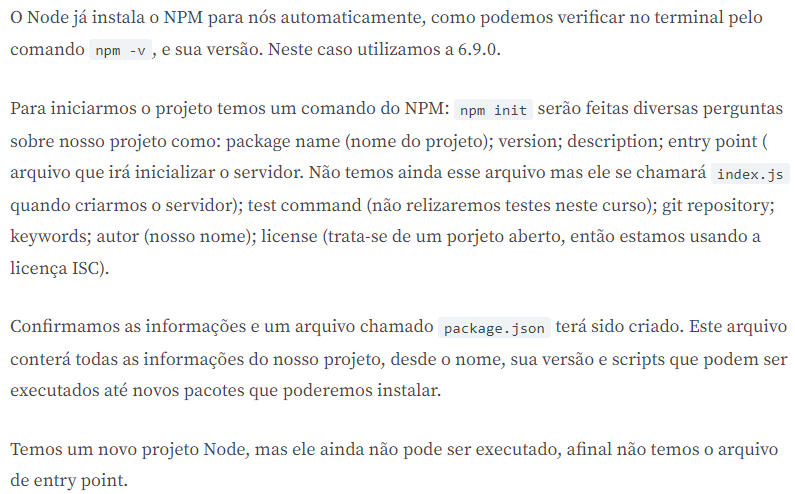 O Node já instala o NPM para nós automaticamente, como podemos verificar no terminal pelo
comando npm -v, e sua versão. Neste caso utilizamos a 6.9.0.
Para iniciarmos o projeto temos um comando do NPM: npm init serão feitas diversas perguntas
sobre nosso projeto como: package name (nome do projeto); version; description; entry point (
arquivo que irá inicializar o servidor. Não temos ainda esse arquivo mas ele se chamará index.js
quando criarmos o servidor); test command (não relizaremos testes neste curso); git repository;
keywords; autor (nosso nome); license (trata-se de um porjeto aberto, então estamos usando a
licença ISC).
Confirmamos as informações e um arquivo chamado package.json terá sido criado. Este arquivo
conterá todas as informações do nosso projeto, desde o nome, sua versão e scripts que podem ser
executados até novos pacotes que poderemos instalar.
Temos um novo projeto Node, mas ele ainda não pode ser executado, afinal não temos o arquivo
de entry point.